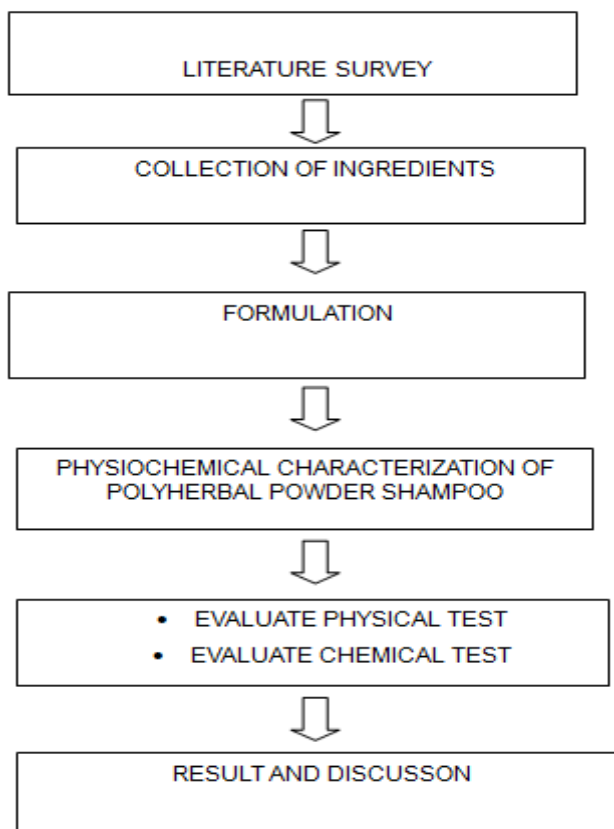 LITERATURE SURVEY
COLLECTION OF INGREDIENTS
FORMULATION
PHYSIOCHEMICAL CHARACTERIZATION OF
POLYHERBAL POWDER SHAMPOO
• EVALUATE PHYSICAL TEST
• EVALUATE CHEMICAL TEST
RESULT AND DISCUSSON